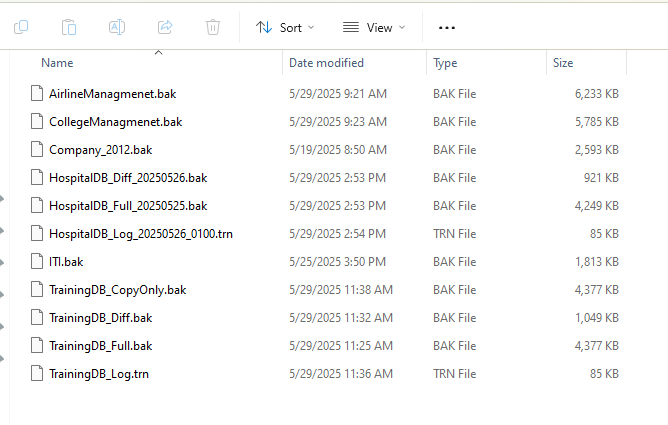 Sort View ...
Name Date modified Type Size
AirlineManagmenet.bak 5/29/2025 9:21 AM BAK File 6,233 KB
CollegeManagmenet.bak 5/29/2025 9:23 AM BAK File 5,785 KB
Company_2012.bak 5/19/2025 8:50 AM BAK File 2,593 KB
HospitalDB_Diff_20250526.bak 5/29/2025 2:53 PM BAK File 921 KB
HospitalDB_Full_20250525.bak 5/29/2025 2:53 PM BAK File 4,249 KB
HospitalDB_Log_20250526_0100.trn 5/29/2025 2:54 PM TRN File 85 KB
ITI.bak 5/25/2025 3:50 PM BAK File 1,813 KB
TrainingDB_CopyOnly.bak 5/29/2025 11:38 AM BAK File 4,377 KB
TrainingDB_Diff.bak 5/29/2025 11:32 AM BAK File 1,049 KB
TrainingDB_Full.bak 5/29/2025 11:25 AM BAK File 4,377 KB
TrainingDB_Log.trn 5/29/2025 11:36 AM TRN File 85 KB